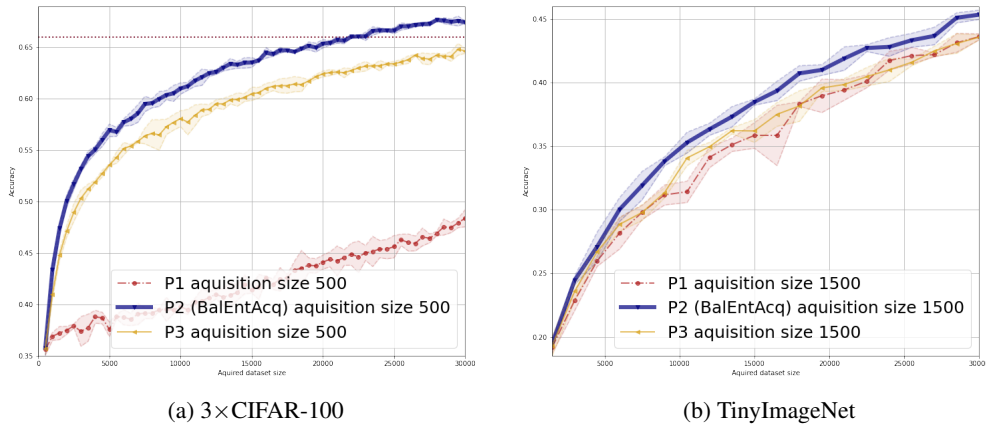 0.65
0.60
0.55
0.50
0.45
0.40
0.35
Accuracy
0 5000 10000 15000 20000 25000 30000
Aquired dataset size
P1 aquisition size 500
P2 (BalEntAcq) aquisition size 500
P3 aquisition size 500
(a) 3×CIFAR-100
0.45
0.40
0.35
0.30
0.25
0.20
Accuracy
5000 10000 15000 20000 25000 30000
Aquired dataset size
P1 aquisition size 1500
P2 (BalEntAcq) aquisition size 1500
P3 aquisition size 1500
(b) TinyImageNet